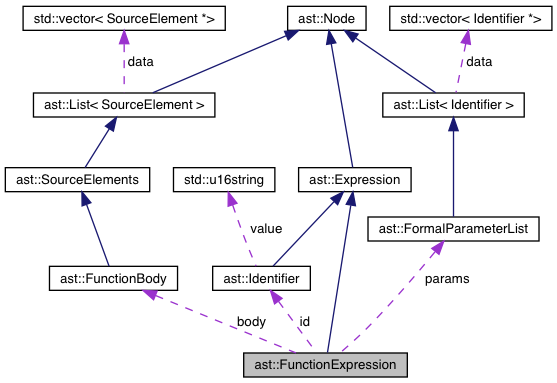 std::vector< SourceElement *>
ast::Node
std::vector< Identifier *>
data
data
ast::List< SourceElement >
ast::List< Identifier >
ast::SourceElements
std::u16string
ast::Expression
value
ast::FormalParameterList
ast::FunctionBody
ast::Identifier
params
body
id
ast::FunctionExpression